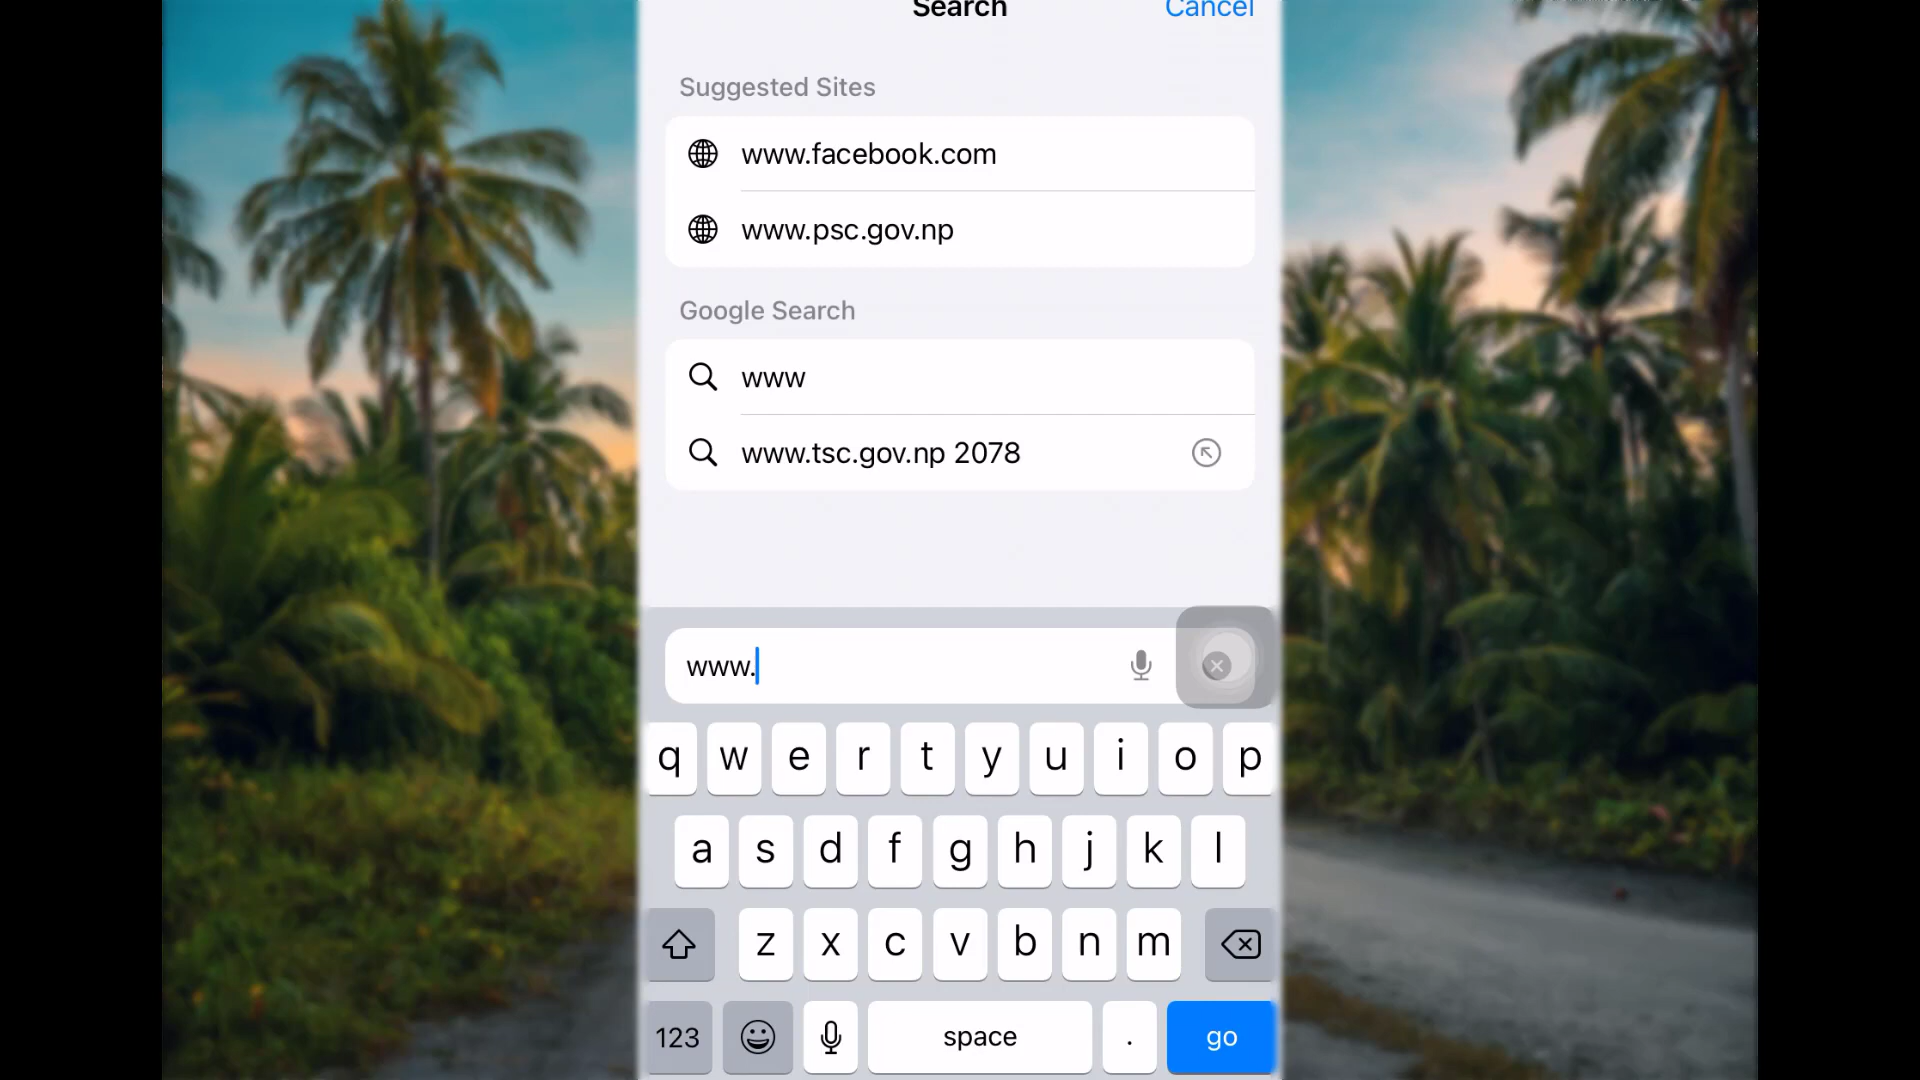 Search
Cancel
Suggested Sites
www.facebook.com
www.psc.gov.np
Google Search
www
www.tsc.gov.np 2078
www.
q w e r t y u i o p
a s d f g h j k l
z x c v b n m
123 space . go